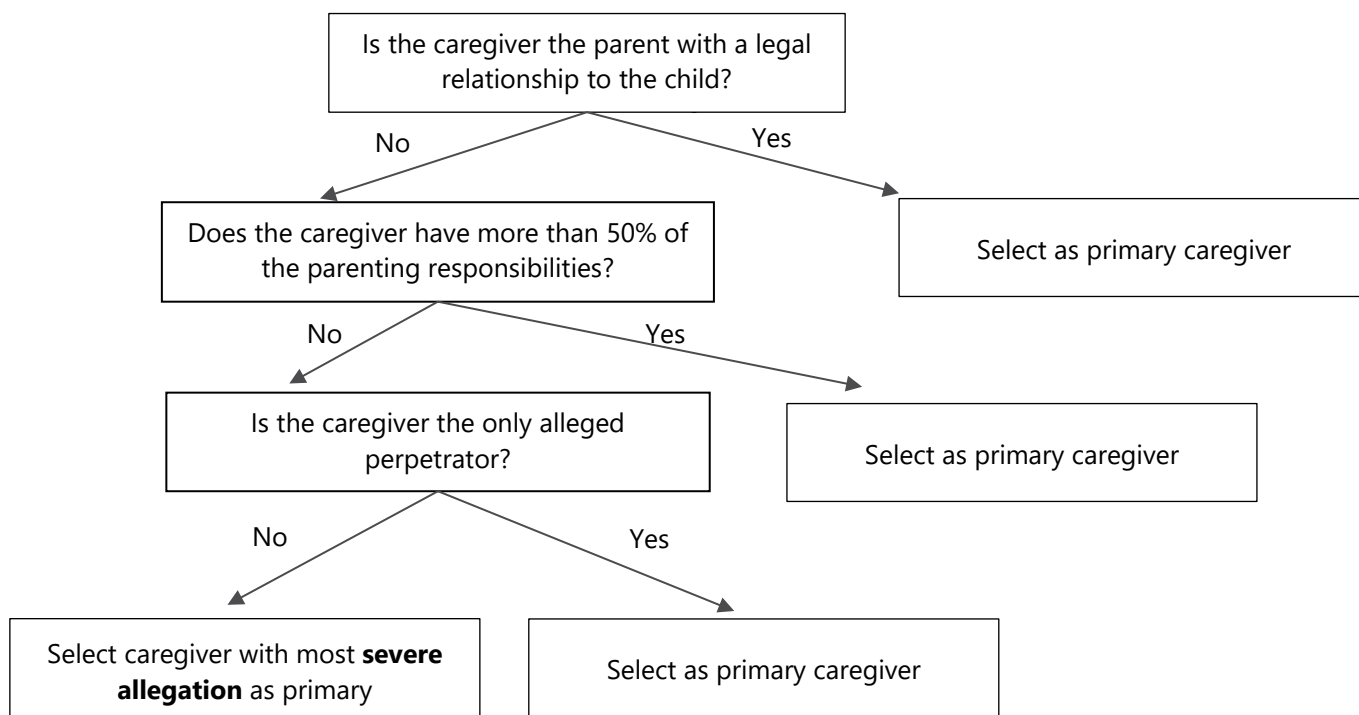 Is the caregiver the parent with a legal
relationship to the child?
No
Yes
Does the caregiver have more than 50% of
the parenting responsibilities?
Select as primary caregiver
No
Yes
Is the caregiver the only alleged
perpetrator?
Select as primary caregiver
No
Yes
Select caregiver with most severe
allegation as primary
Select as primary caregiver